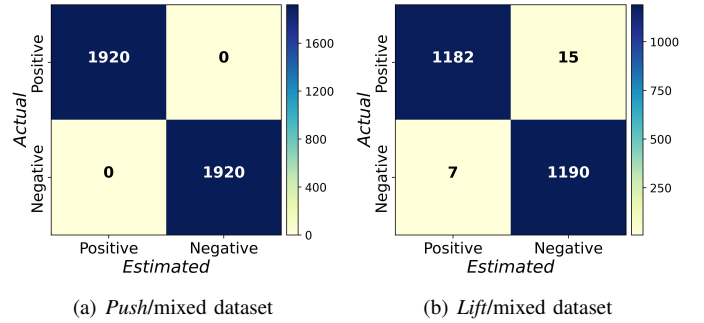 Actual
Positive
Negative
1920
0
0
1920
Positive
Negative
Estimated
1600
1200
800
400
0
(a) Push/mixed dataset
Actual
Positive
Negative
1182
15
7
1190
Positive
Negative
Estimated
1000
750
500
250
(b) Lift/mixed dataset